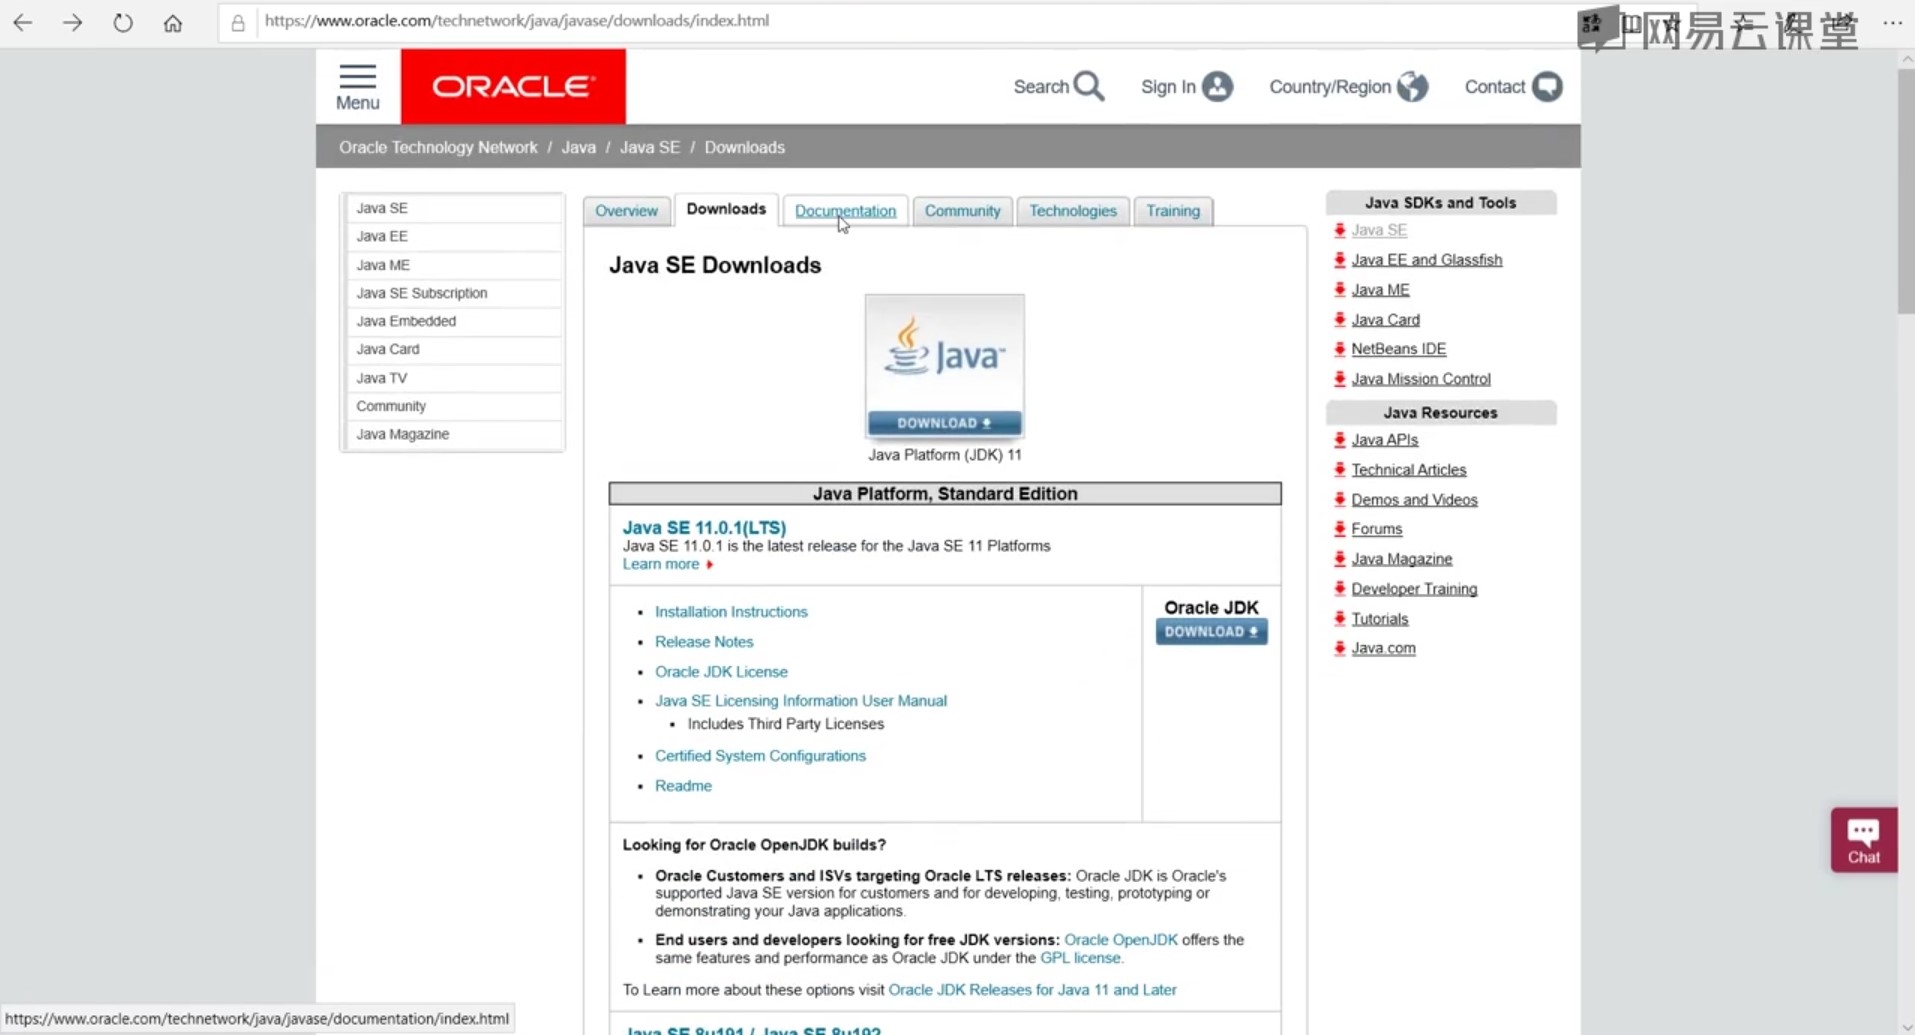 https://www.oracle.com/technetwork/java/javase/downloads/index.html
网易云课堂
Menu
ORACLE®
Search
Sign In
Country/Region
Contact
Oracle Technology Network / Java / Java SE / Downloads
Java SE
Java EE
Java ME
Java SE Subscription
Java Embedded
Java Card
Java TV
Community
Java Magazine
Overview
Downloads
Documentation
Community
Technologies
Training
Java SE Downloads
Java™
DOWNLOAD
Java Platform (JDK) 11
Java Platform, Standard Edition
Java SE 11.0.1(LTS)
Java SE 11.0.1 is the latest release for the Java SE 11 Platforms
Learn more
Installation Instructions
Release Notes
Oracle JDK License
Java SE Licensing Information User Manual
Includes Third Party Licenses
Certified System Configurations
Readme
Oracle JDK
DOWNLOAD
Looking for Oracle OpenJDK builds?
Oracle Customers and ISVs targeting Oracle LTS releases: Oracle JDK is Oracle's
supported Java SE version for customers and for developing, testing, prototyping or
demonstrating your Java applications.
End users and developers looking for free JDK versions: Oracle OpenJDK offers the
same features and performance as Oracle JDK under the GPL license.
To Learn more about these options visit Oracle JDK Releases for Java 11 and Later
Java SE 8u191 / Java SE 8u192
Java SDKs and Tools
Java SE
Java EE and Glassfish
Java ME
Java Card
NetBeans IDE
Java Mission Control
Java Resources
Java APIs
Technical Articles
Demos and Videos
Forums
Java Magazine
Developer Training
Tutorials
Java.com
Chat
https://www.oracle.com/technetwork/java/javase/documentation/index.html